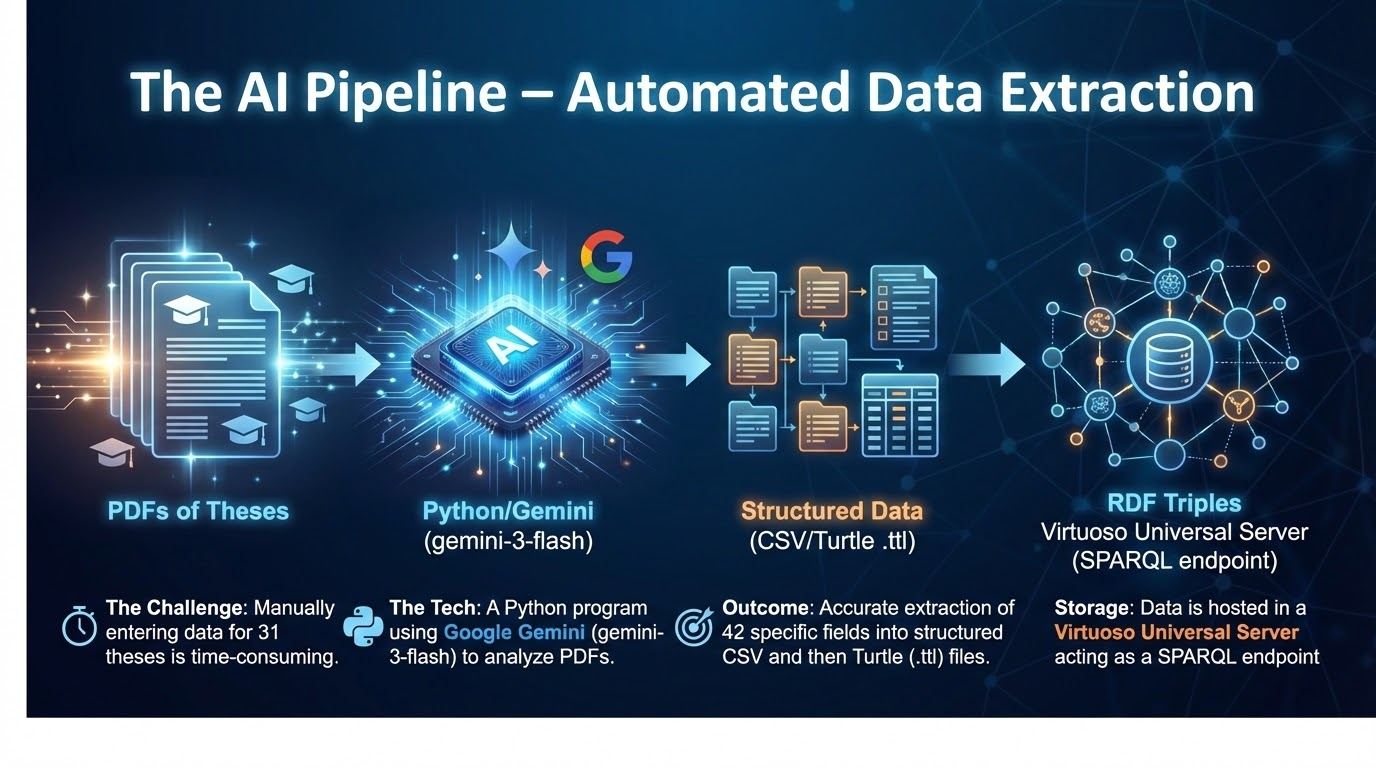 The AI Pipeline – Automated Data Extraction
AI
PDFs of Theses
Python/Gemini
(gemini-3-flash)
Structured Data
(CSV/Turtle .ttl)
RDF Triples
Virtuoso Universal Server
(SPARQL endpoint)
The Challenge: Manually
entering data for 31
theses is time-consuming.
The Tech: A Python program
using Google Gemini (gemini-
3-flash) to analyze PDFs.
Outcome: Accurate extraction of
42 specific fields into structured
CSV and then Turtle (.ttl) files.
Storage: Data is hosted in a
Virtuoso Universal Server
acting as a SPARQL endpoint